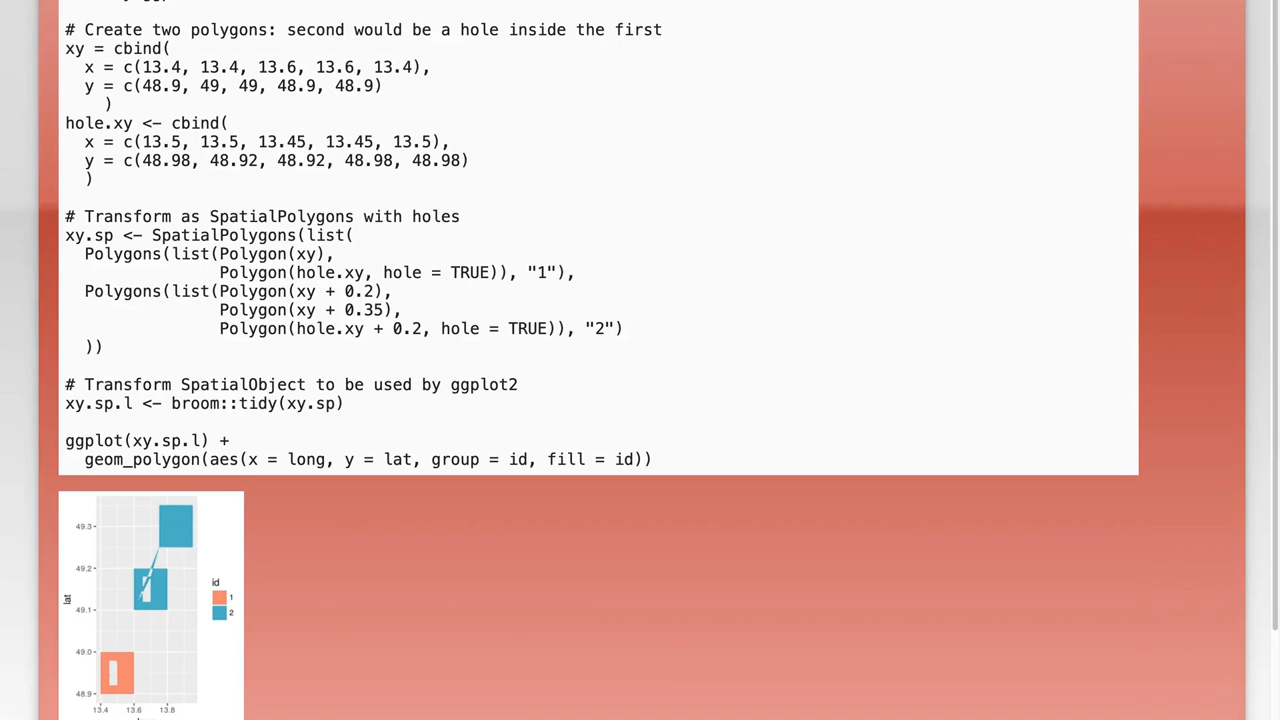 # Create two polygons: second would be a hole inside the first
xy = cbind(
  x = c(13.4, 13.4, 13.6, 13.6, 13.4),
  y = c(48.9, 49, 49, 48.9, 48.9)
    )
hole.xy <- cbind(
  x = c(13.5, 13.5, 13.45, 13.45, 13.5),
  y = c(48.98, 48.92, 48.92, 48.98, 48.98)
  )
# Transform as SpatialPolygons with holes
xy.sp <- SpatialPolygons(list(
  Polygons(list(Polygon(xy),
                Polygon(hole.xy, hole = TRUE)), "1"),
  Polygons(list(Polygon(xy + 0.2),
                Polygon(xy + 0.35),
                Polygon(hole.xy + 0.2, hole = TRUE)), "2")
  ))
# Transform SpatialObject to be used by ggplot2
xy.sp.l <- broom::tidy(xy.sp)
ggplot(xy.sp.l) +
  geom_polygon(aes(x = long, y = lat, group = id, fill = id))
49.3
49.2
49.1
49.0
48.9
lat
13.4 13.6 13.8
id
1
2